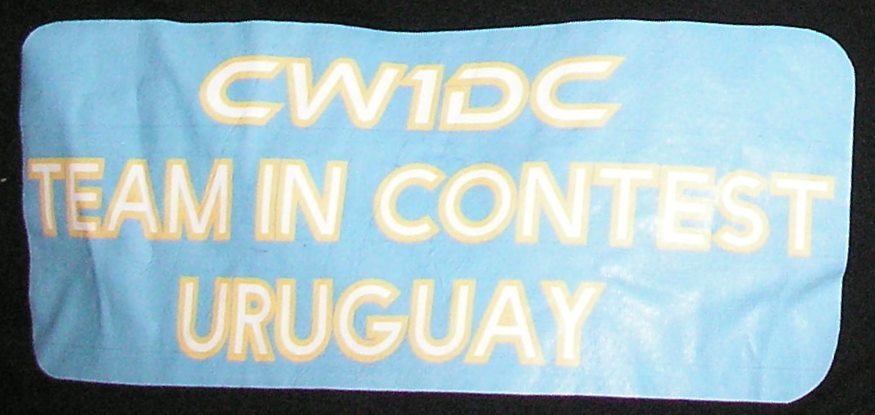 CW1DC
TEAM IN CONTEST
URUGUAY